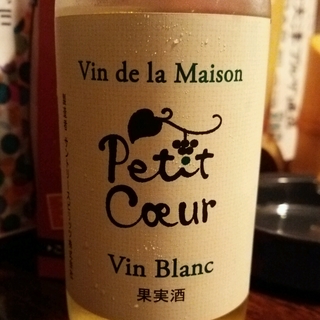 Vin de la Maison
Petit
Cœur
Vin Blanc
果実酒